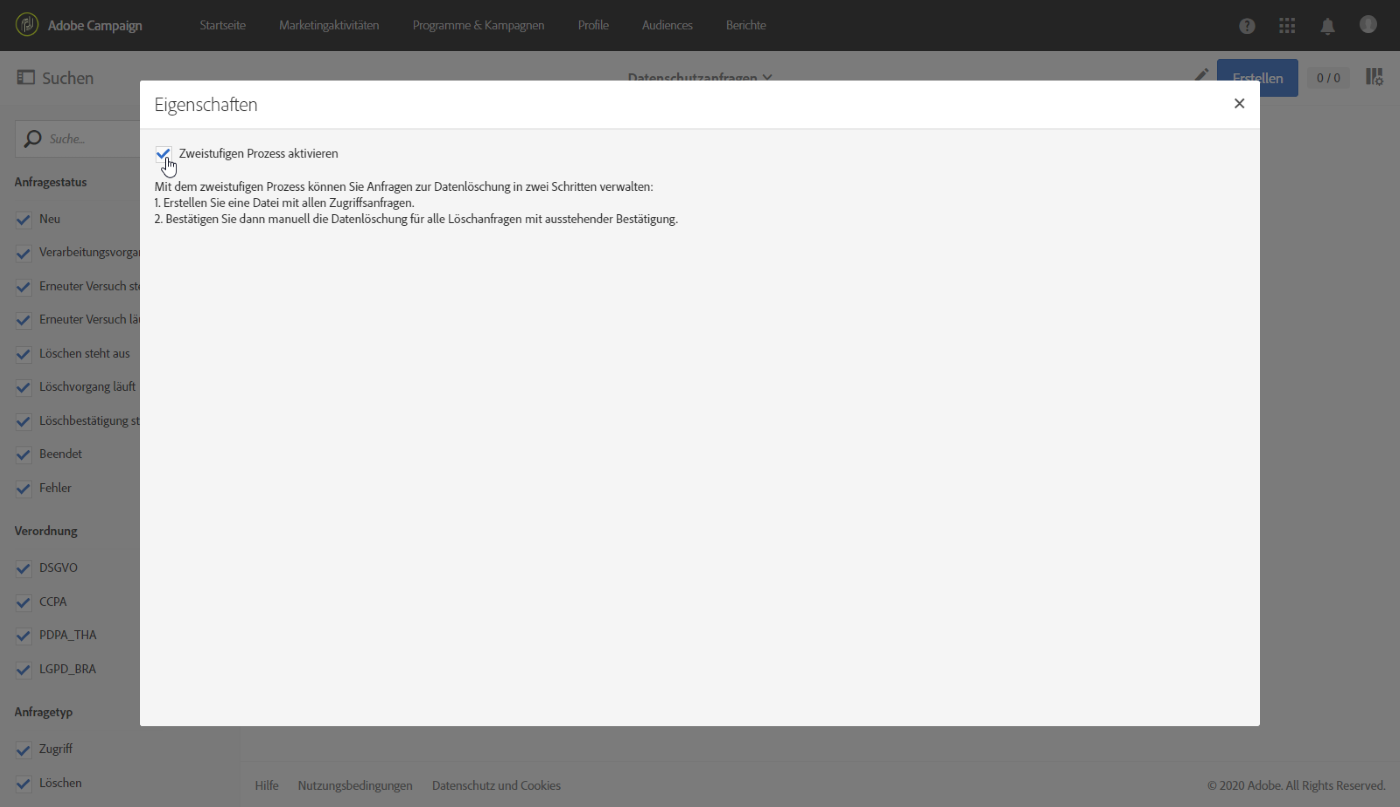 Adobe Campaign
Startseite
Marketingaktivitäten
Programme & Kampagnen
Profile
Audiences
Berichte
Suchen
Datenschutzanfragen
Erstellen
0 / 0
Eigenschaften
Suche...
Zweistufigen Prozess aktivieren
Mit dem zweistufigen Prozess können Sie Anfragen zur Datenlöschung in zwei Schritten verwalten:
1. Erstellen Sie eine Datei mit allen Zugriffsanfragen.
2. Bestätigen Sie dann manuell die Datenlöschung für alle Löschanfragen mit ausstehender Bestätigung.
Anfragestatus
Neu
Verarbeitungsvorga
Erneuter Versuch ste
Erneuter Versuch läu
Löschen steht aus
Löschvorgang läuft
Löschbestätigung st
Beendet
Fehler
Verordnung
DSGVO
CCPA
PDPA_THA
LGPD_BRA
Anfragetyp
Zugriff
Löschen
Hilfe
Nutzungsbedingungen
Datenschutz und Cookies
© 2020 Adobe. All Rights Reserved.